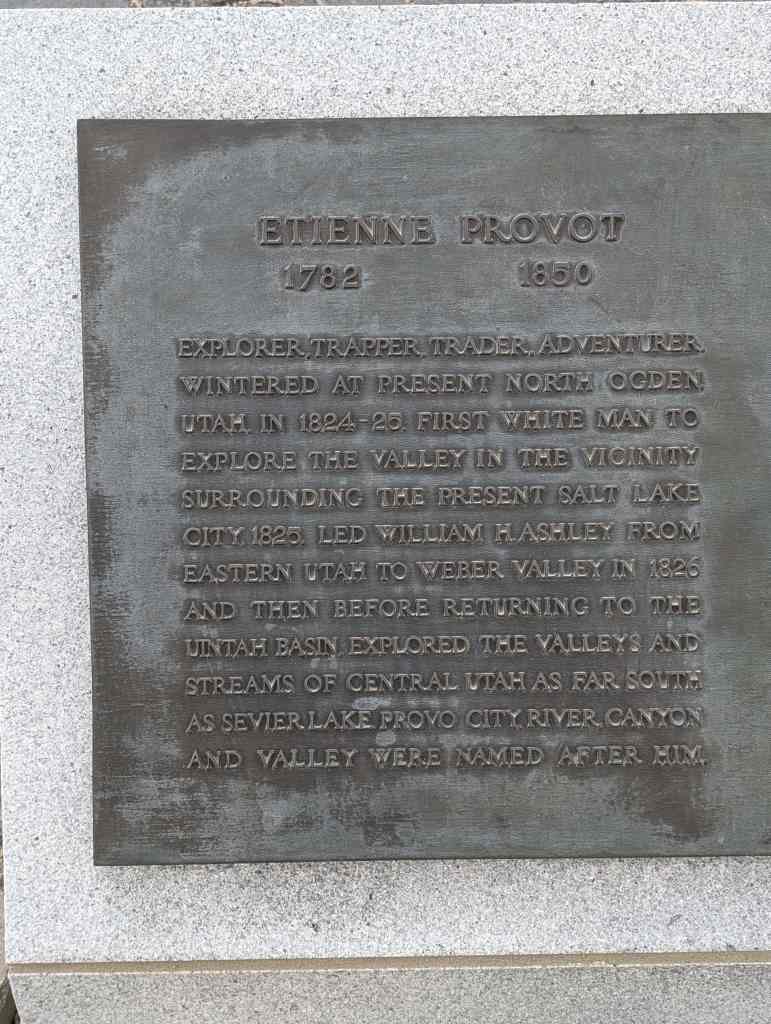 ETIENNE PROVOT
1782 1850
EXPLORER, TRAPPER, TRADER, ADVENTURER.
WINTERED AT PRESENT NORTH OGDEN,
UTAH, IN 1824-25. FIRST WHITE MAN TO
EXPLORE THE VALLEY IN THE VICINITY
SURROUNDING THE PRESENT SALT LAKE
CITY, 1825. LED WILLIAM H. ASHLEY FROM
EASTERN UTAH TO WEBER VALLEY IN 1826
AND THEN BEFORE RETURNING TO THE
UINTAH BASIN, EXPLORED THE VALLEYS AND
STREAMS OF CENTRAL UTAH AS FAR SOUTH
AS SEVIER LAKE. PROVO CITY, RIVER, CANYON
AND VALLEY WERE NAMED AFTER HIM.